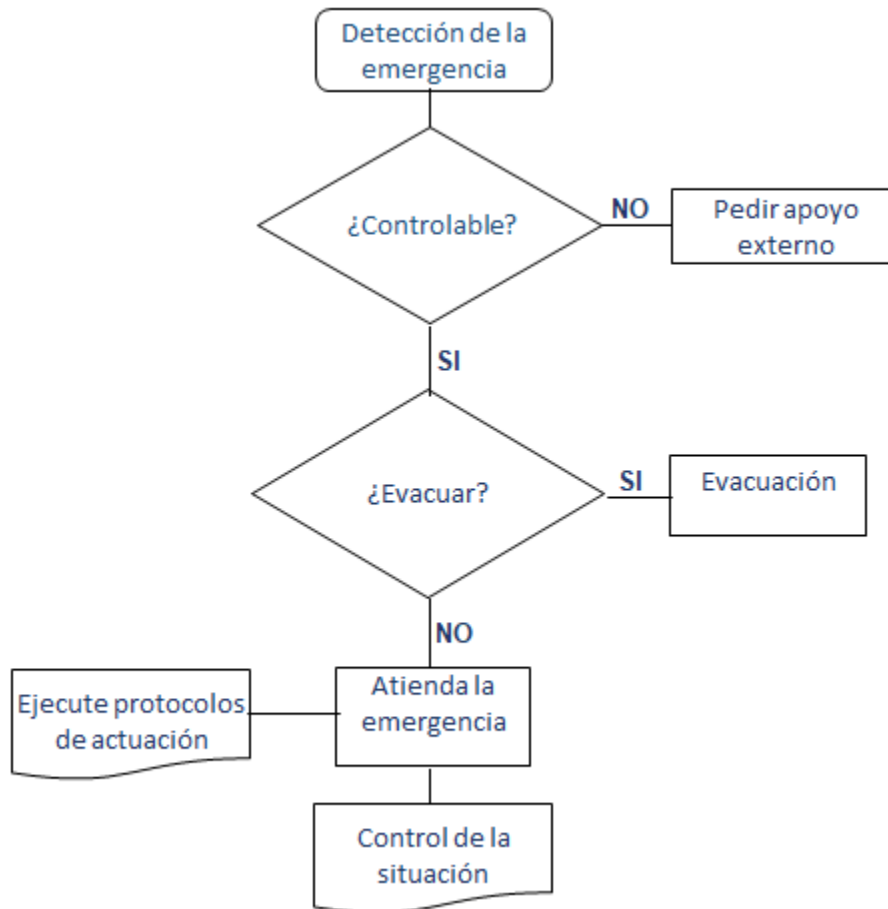 Detección de la
emergencia
¿Controlable?
NO
Pedir apoyo
externo
SI
¿Evacuar?
SI
Evacuación
NO
Ejecute protocolos
de actuación
Atienda la
emergencia
Control de la
situación